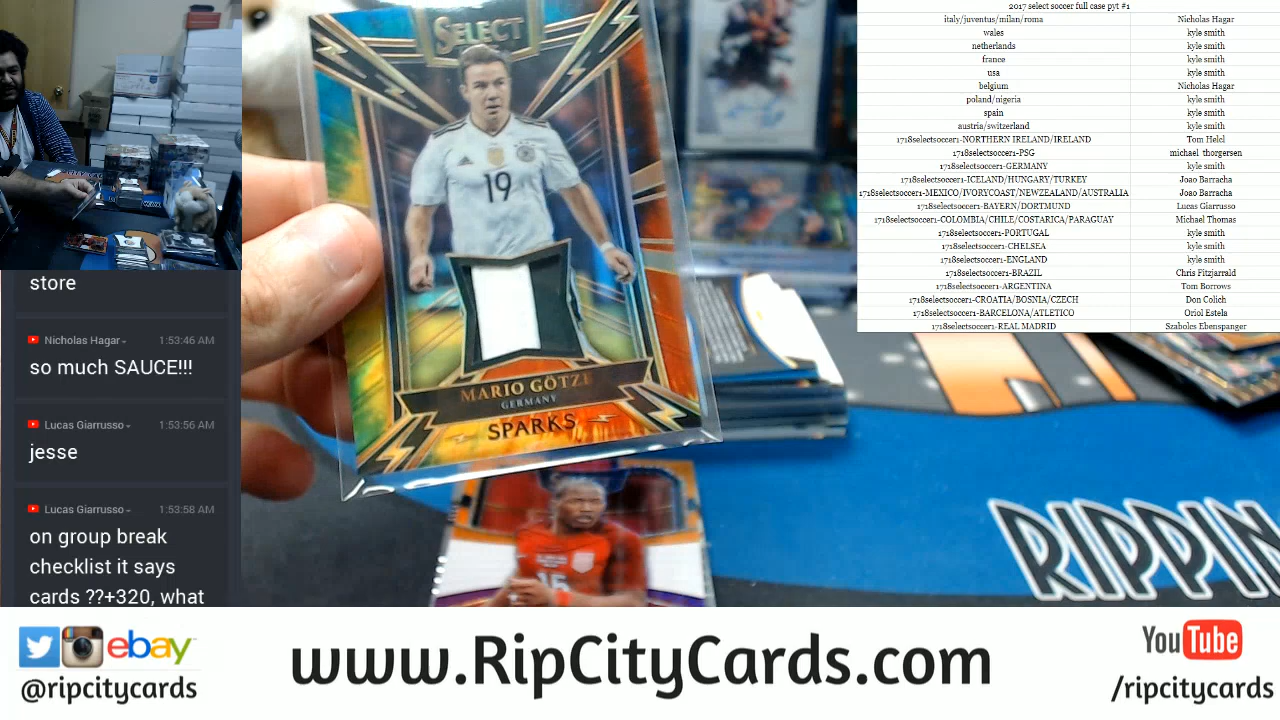 2017 select soccer full case pyt #1
italy/juventus/milan/roma Nicholas Hagar
wales kyle smith
netherlands kyle smith
france kyle smith
usa kyle smith
belgium Nicholas Hagar
poland/nigeria kyle smith
spain kyle smith
austria/switzerland kyle smith
1718selectsoccer1-NORTHERN IRELAND/IRELAND Tom Helcl
1718selectsoccer1-PSG michael thorgersen
1718selectsoccer1-GERMANY kyle smith
1718selectsoccer1-ICELAND/HUNGARY/TURKEY Joao Barracha
1718selectsoccer1-MEXICO/IVORYCOAST/NEWZEALAND/AUSTRALIA Joao Barracha
1718selectsoccer1-BAYERN/DORTMUND Lucas Giarrusso
1718selectsoccer1-COLOMBIA/CHILE/COSTARICA/PARAGUAY Michael Thomas
1718selectsoccer1-PORTUGAL kyle smith
1718selectsoccer1-CHELSEA kyle smith
1718selectsoccer1-ENGLAND kyle smith
1718selectsoccer1-BRAZIL Chris Fitzjarrald
1718selectsoccer1-ARGENTINA Tom Borrows
1718selectsoccer1-CROATIA/BOSNIA/CZECH Don Colich
1718selectsoccer1-BARCELONA/ATLETICO Oriol Estela
1718selectsoccer1-REAL MADRID Szabolcs Ebenspanger
SELECT
19
MARIO GÖTZE
GERMANY
SPARKS
store
Nicholas Hagar 1:53:46 AM
so much SAUCE!!!
Lucas Giarrusso 1:53:56 AM
jesse
Lucas Giarrusso 1:53:58 AM
on group break
checklist it says
cards ??+320, what
RIPPIN
ebay
@ripcitycards
www.RipCityCards.com
YouTube
/ripcitycards